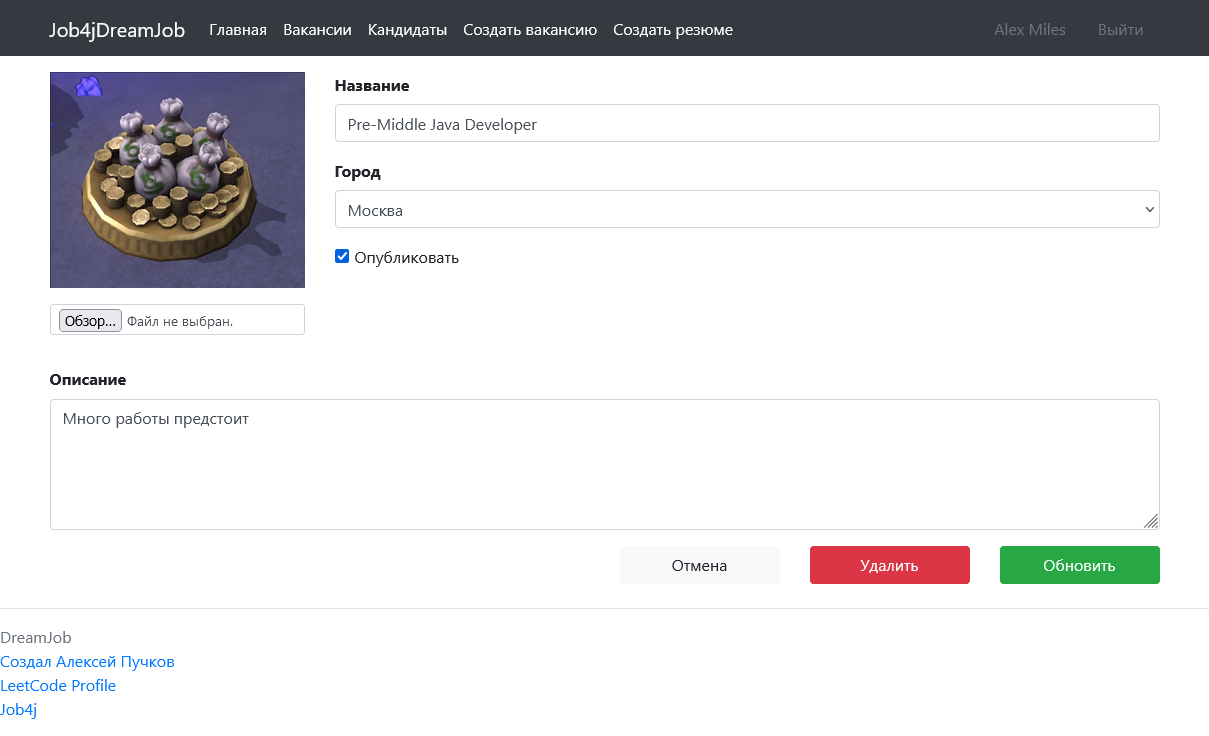 Job4jDreamJob Главная Вакансии Кандидаты Создать вакансию Создать резюме Alex Miles Выйти
Название
Pre-Middle Java Developer
Город
Москва
Опубликовать
Обзор... Файл не выбран.
Описание
Много работы предстоит
Отмена Удалить Обновить
DreamJob
Создал Алексей Пучков
LeetCode Profile
Job4j